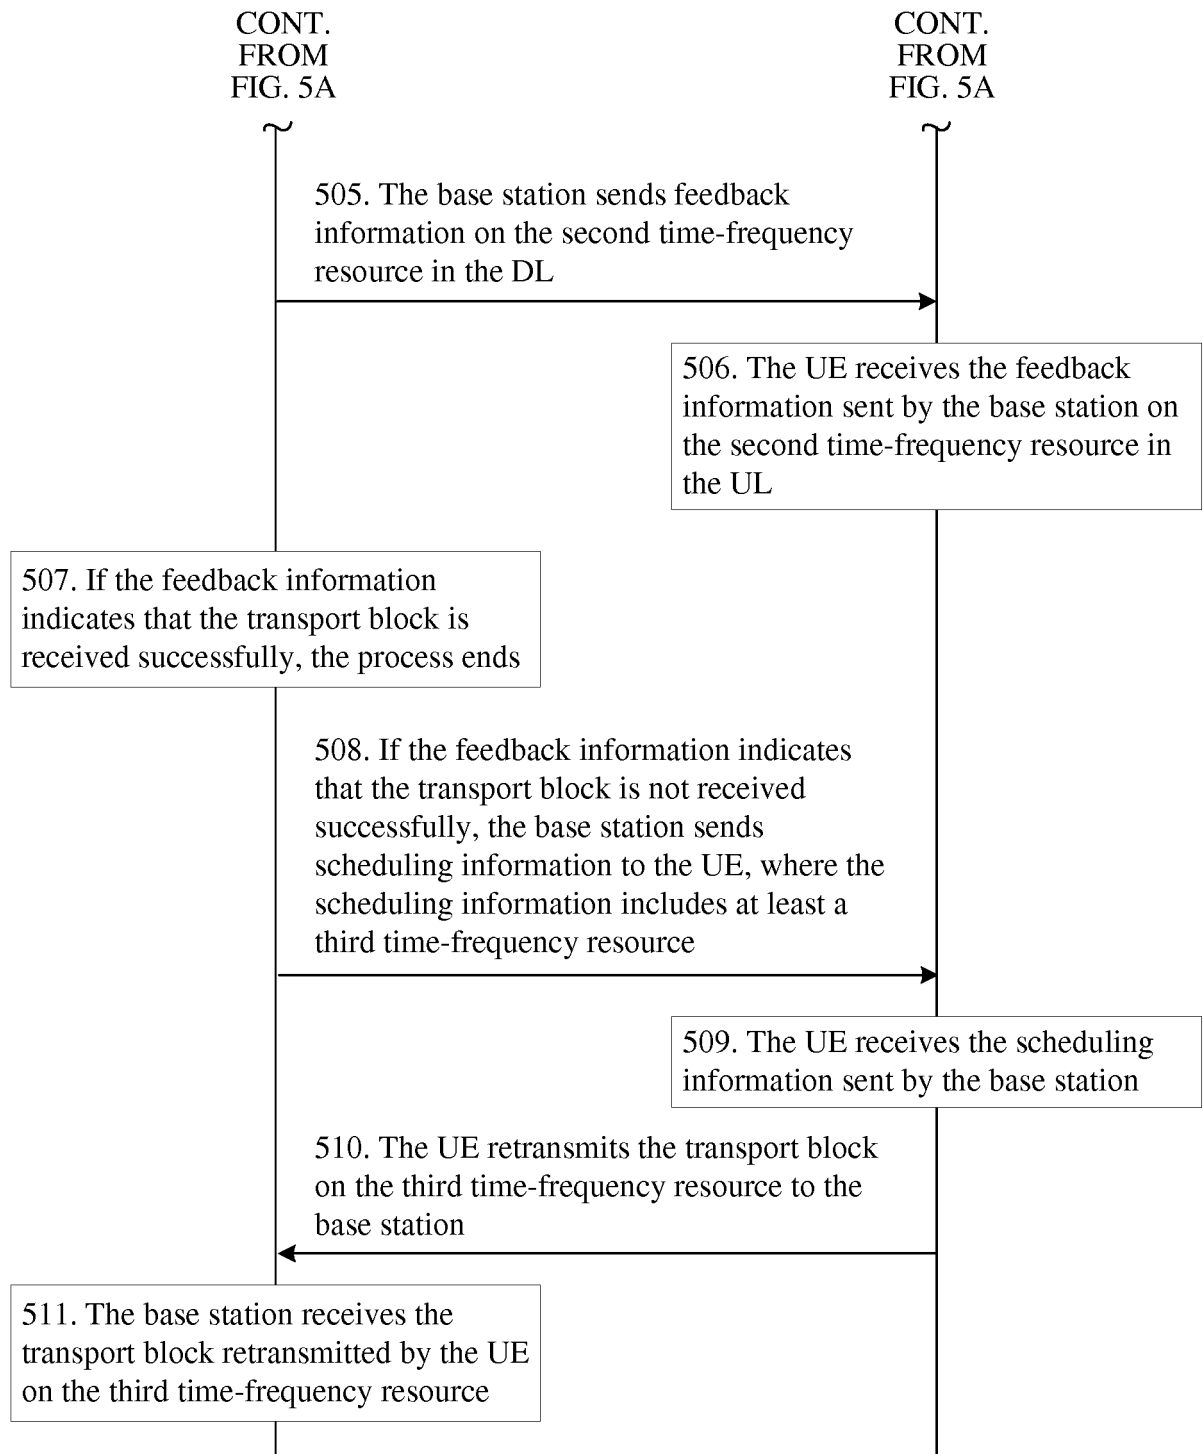 CONT.
FROM
FIG. 5A
CONT.
FROM
FIG. 5A
505. The base station sends feedback
information on the second time-frequency
resource in the DL
506. The UE receives the feedback
information sent by the base station on
the second time-frequency resource in
the UL
507. If the feedback information
indicates that the transport block is
received successfully, the process ends
508. If the feedback information indicates
that the transport block is not received
successfully, the base station sends
scheduling information to the UE, where the
scheduling information includes at least a
third time-frequency resource
509. The UE receives the scheduling
information sent by the base station
510. The UE retransmits the transport block
on the third time-frequency resource to the
base station
511. The base station receives the
transport block retransmitted by the UE
on the third time-frequency resource